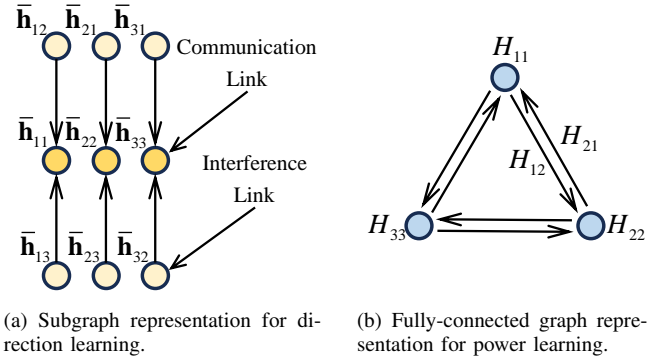 h̄₁₂ h̄₂₁ h̄₃₁
Communication
Link
h̄₁₁ h̄₂₂ h̄₃₃
Interference
Link
h̄₁₃ h̄₂₃ h̄₃₂
H₁₁
H₂₁
H₁₂
H₃₃ H₂₂
(a) Subgraph representation for di-
rection learning.
(b) Fully-connected graph repre-
sentation for power learning.